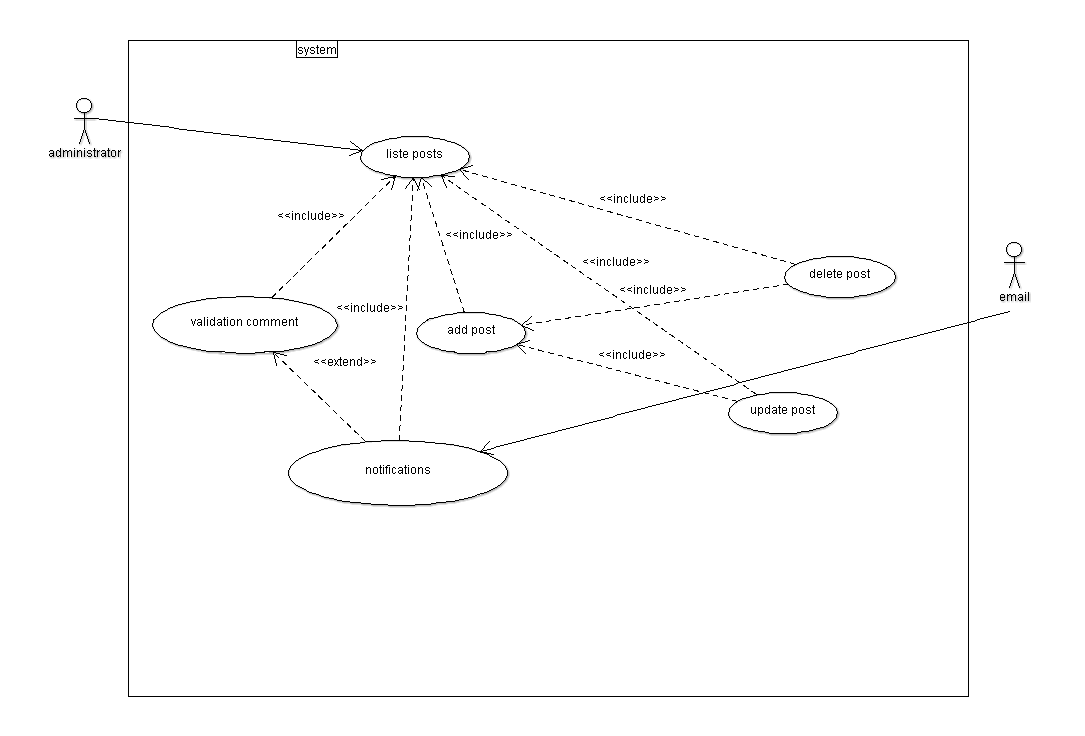 system
administrator
liste posts
<<include>>
<<include>>
<<include>>
<<include>>
delete post
<<include>>
email
<<include>>
validation comment
add post
<<include>>
<<extend>>
update post
notifications